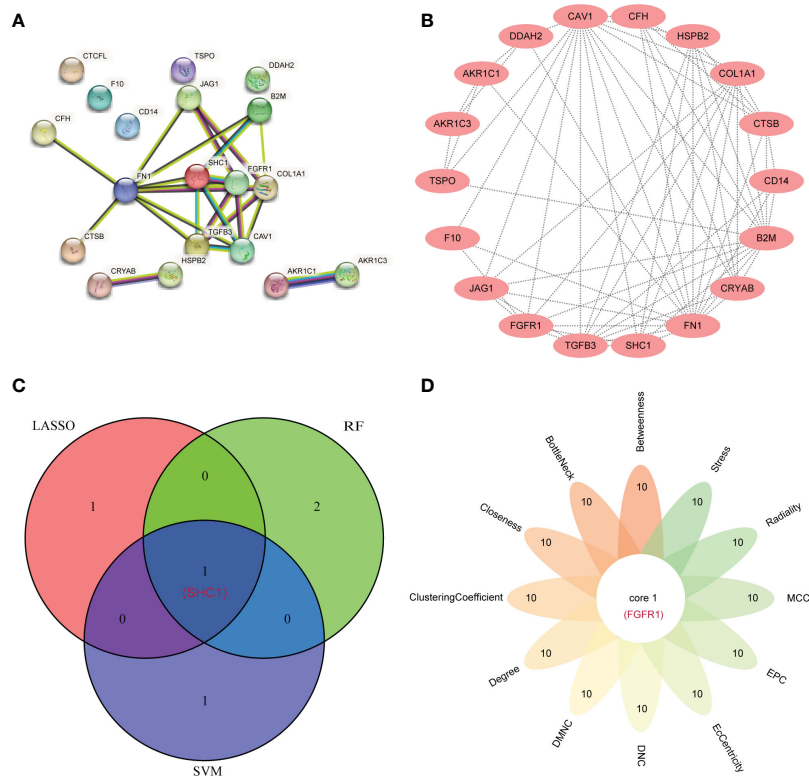 A
CTCFL
TSPO
DDAH2
F10
JAG1
B2M
CFH
CD14
SHC1
FGFR1
FN1
COL1A1
TGFB3
CAV1
CTSB
HSPB2
CRYAB
AKR1C1
AKR1C3
B
CAV1
CFH
DDAH2
HSPB2
AKR1C1
COL1A1
AKR1C3
CTSB
TSPO
CD14
F10
B2M
JAG1
CRYAB
FGFR1
FN1
TGFB3
SHC1
C
LASSO
RF
0
1
2
1
(SHC1)
0
0
1
SVM
D
Betweenness
BottleNeck
Stress
Closeness
Radiality
ClusteringCoefficient
MCC
Degree
EPC
DMNC
EcCentricity
DNC
10
10
10
10
10
10
10
10
10
10
10
10
core 1
(FGFR1)